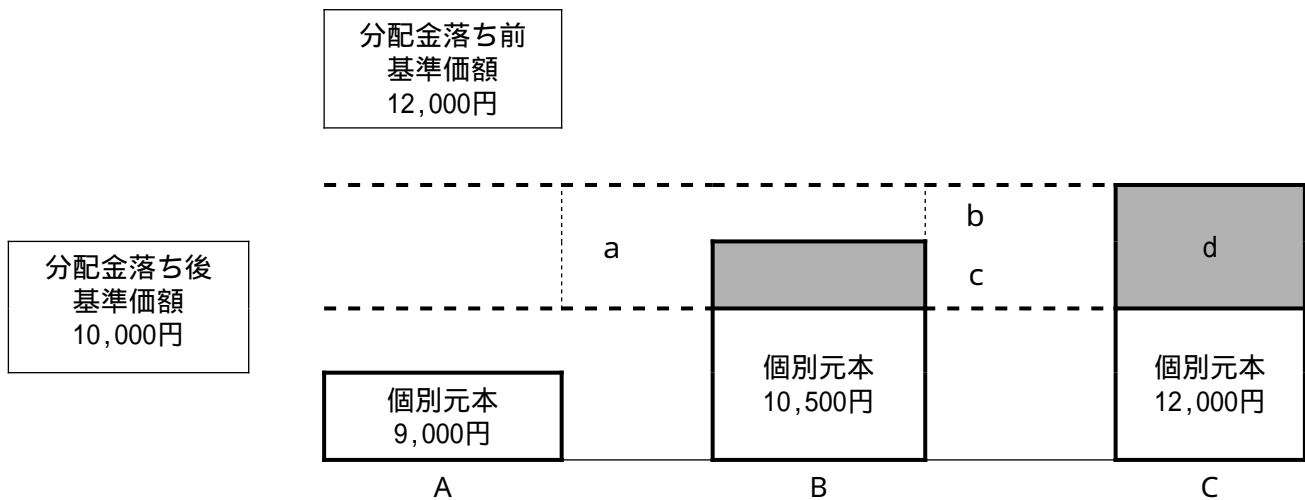 分配金落ち前
基準価額
12,000円
分配金落ち後
基準価額
10,000円
a
b
c
d
個別元本
9,000円
個別元本
10,500円
個別元本
12,000円
A
B
C